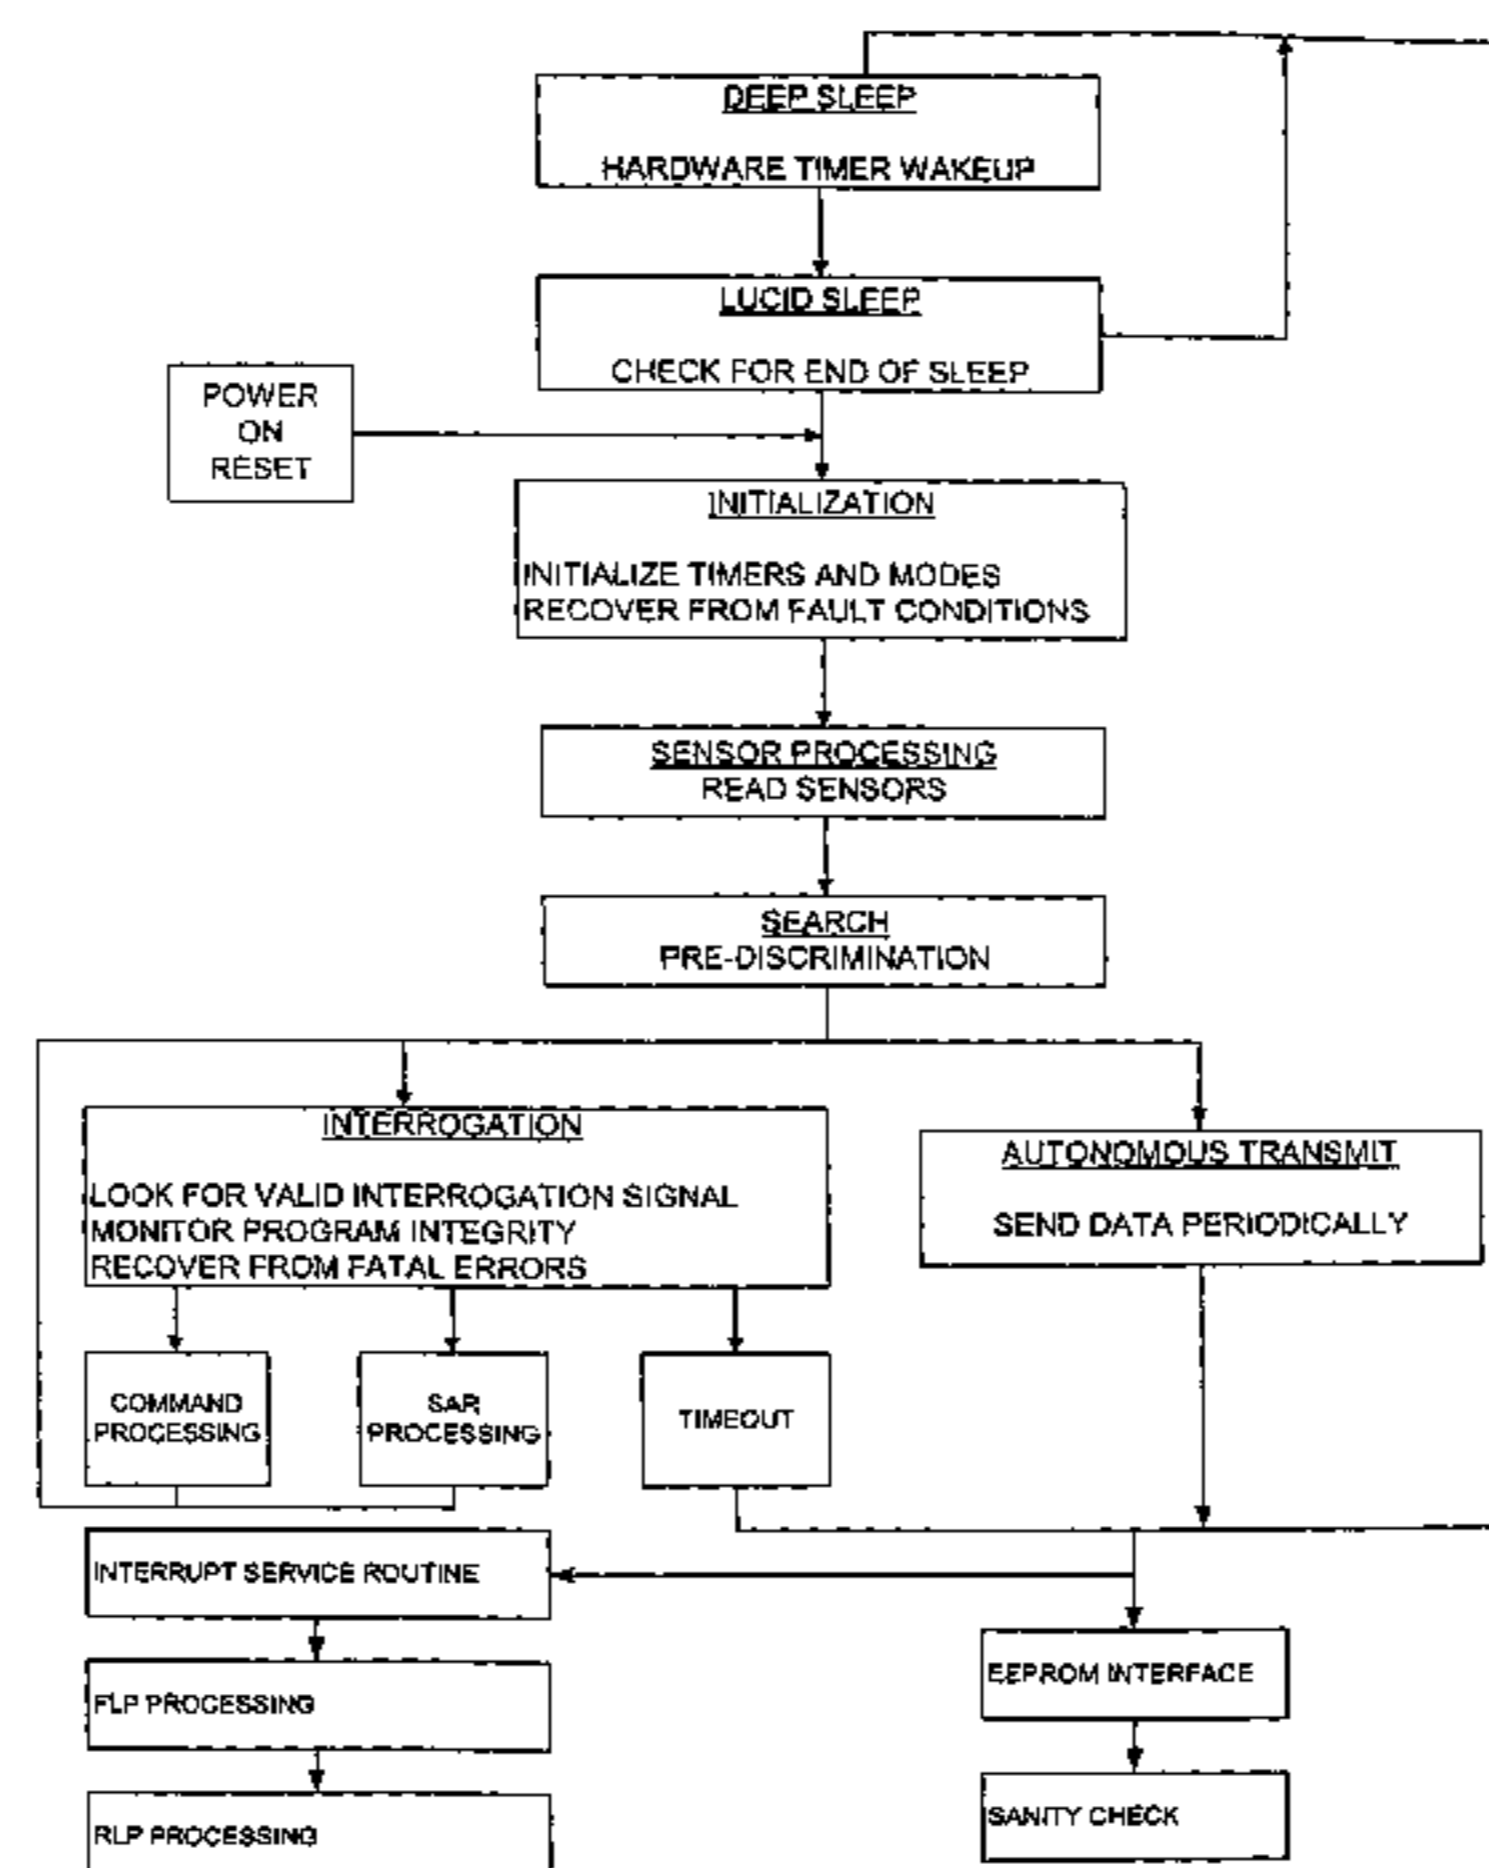 DEEP SLEEP
HARDWARE TIMER WAKEUP
LUCID SLEEP
CHECK FOR END OF SLEEP
POWER
ON
RESET
INITIALIZATION
INITIALIZE TIMERS AND MODES
RECOVER FROM FAULT CONDITIONS
SENSOR PROCESSING
READ SENSORS
SEARCH
PRE-DISCRIMINATION
INTERROGATION
LOOK FOR VALID INTERROGATION SIGNAL
MONITOR PROGRAM INTEGRITY
RECOVER FROM FATAL ERRORS
AUTONOMOUS TRANSMIT
SEND DATA PERIODICALLY
COMMAND
PROCESSING
SAR
PROCESSING
TIMEOUT
INTERRUPT SERVICE ROUTINE
FLP PROCESSING
RLP PROCESSING
EEPROM INTERFACE
SANITY CHECK